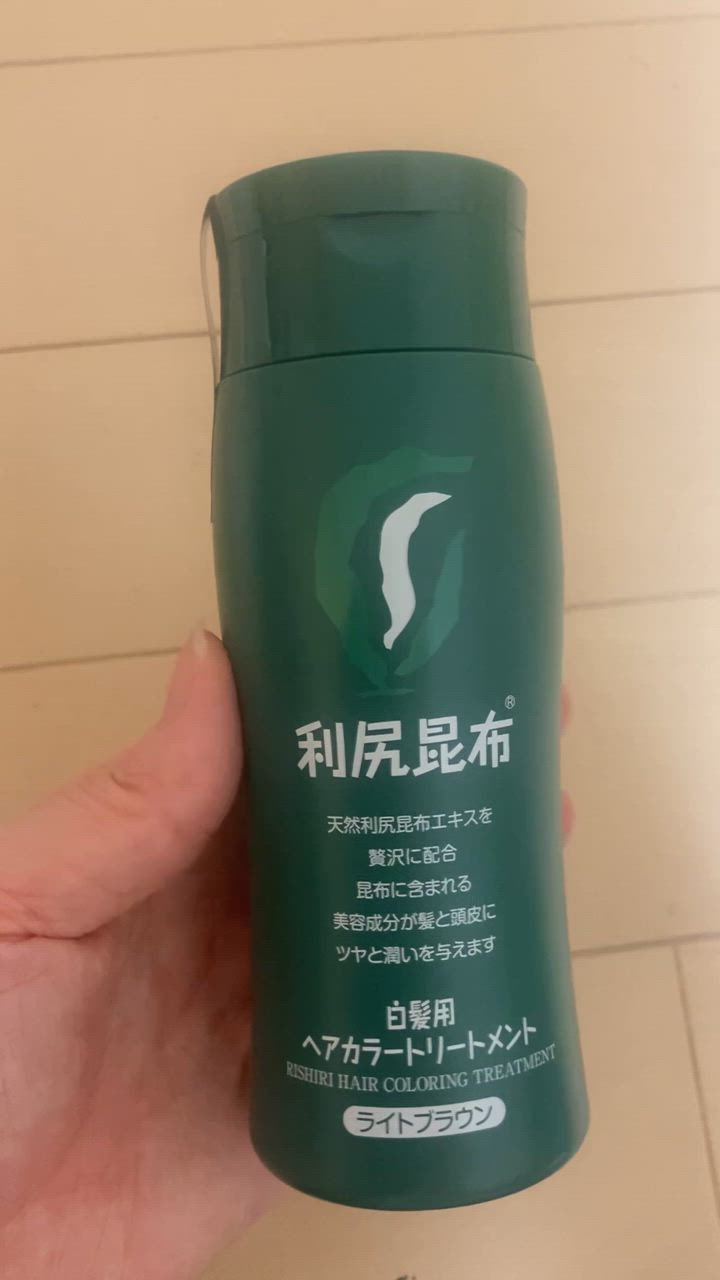 利尻昆布®
天然利尻昆布エキスを
贅沢に配合
昆布に含まれる
美容成分が髪と頭皮に
ツヤと潤いを与えます
白髪用
ヘアカラートリートメント
RISHIRI HAIR COLORING TREATMENT
ライトブラウン